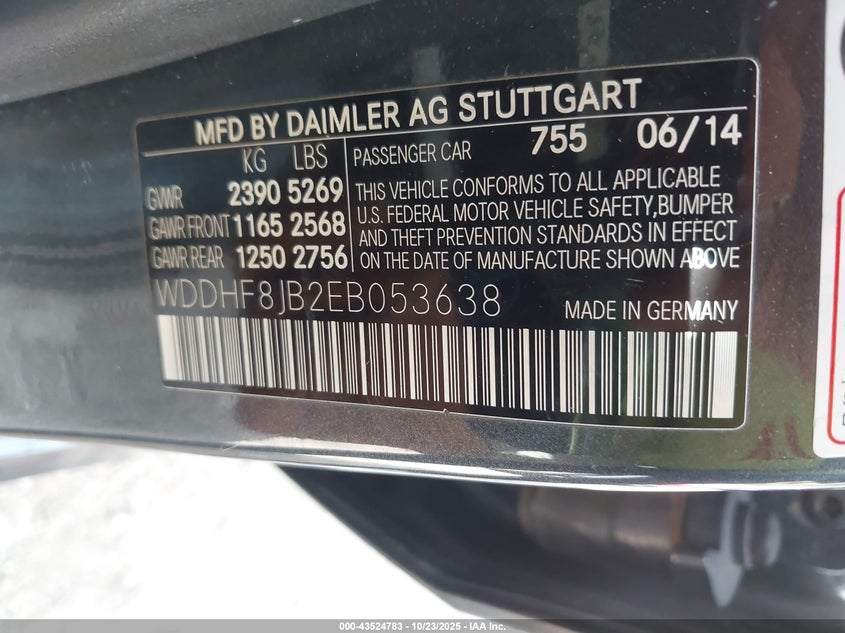 MFD BY DAIMLER AG STUTTGART
KG LBS
GVWR 2390 5269
GAWR FRONT 1165 2568
GAWR REAR 1250 2756
PASSENGER CAR 755 06/14
THIS VEHICLE CONFORMS TO ALL APPLICABLE
U.S. FEDERAL MOTOR VEHICLE SAFETY, BUMPER
AND THEFT PREVENTION STANDARDS IN EFFECT
ON THE DATE OF MANUFACTURE SHOWN ABOVE
WDDHF8JB2EB053638
MADE IN GERMANY
000-43524783 - 10/23/2025 - IAA Inc.